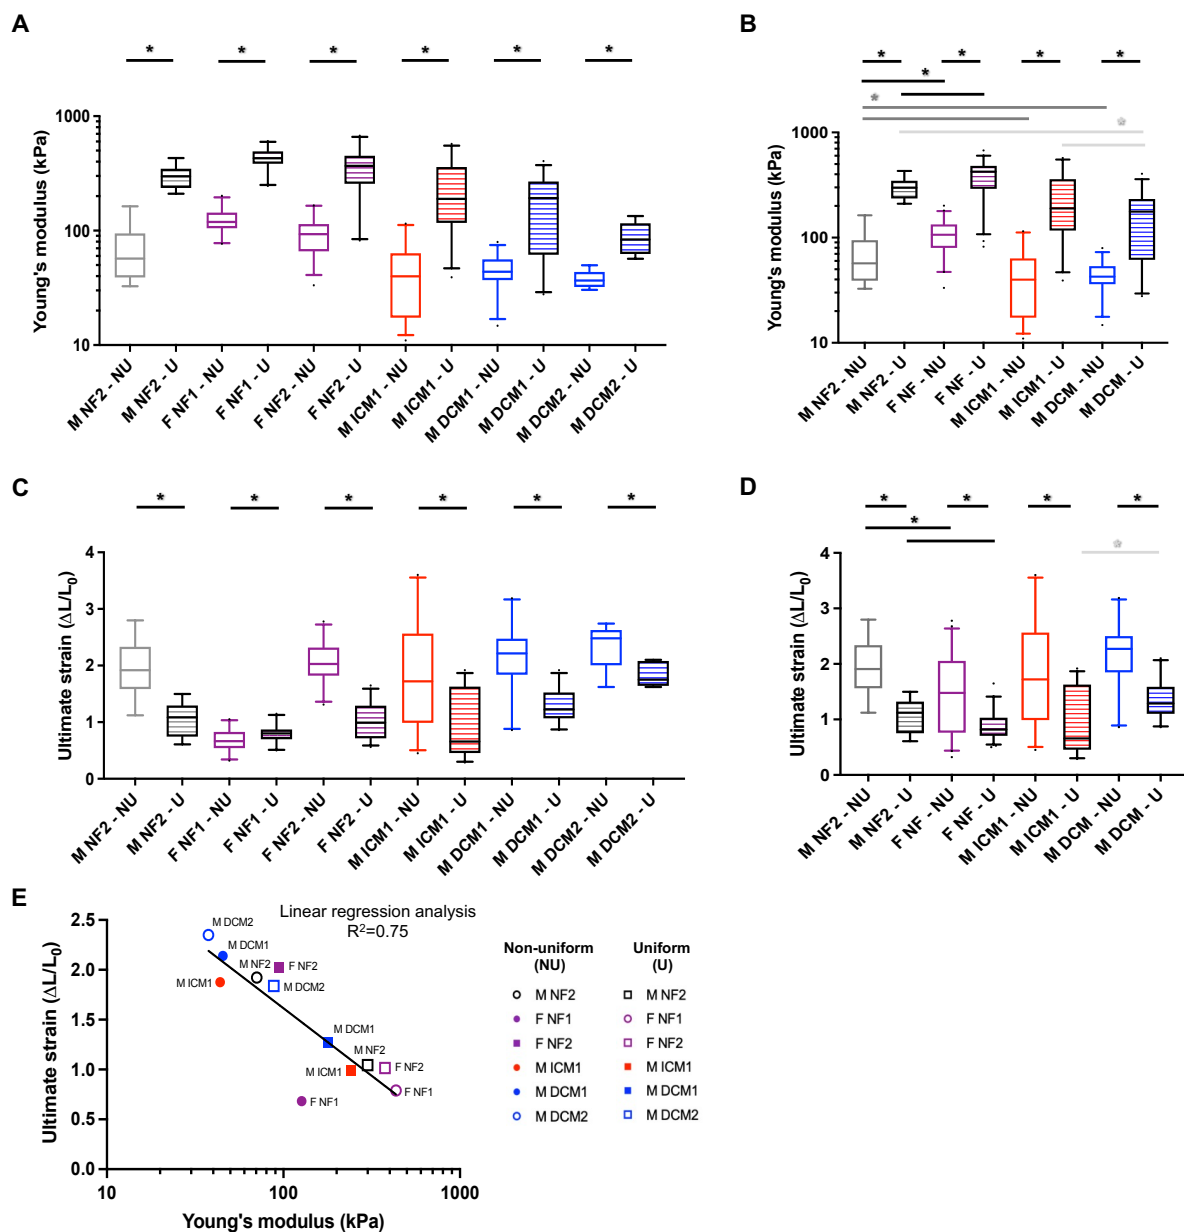 A
* * * * * *
Young's modulus (kPa)
1000
100
10
M NF2 - NU
M NF2 - U
F NF1 - NU
F NF1 - U
F NF2 - NU
F NF2 - U
M ICM1 - NU
M ICM1 - U
M DCM1 - NU
M DCM1 - U
M DCM2 - NU
M DCM2 - U
B
* * * *
*
*
*
Young's modulus (kPa)
1000
100
10
M NF2 - NU
M NF2 - U
F NF - NU
F NF - U
M ICM1 - NU
M ICM1 - U
M DCM - NU
M DCM - U
C
* * * * * *
Ultimate strain (ΔL/L0)
4
3
2
1
0
M NF2 - NU
M NF2 - U
F NF1 - NU
F NF1 - U
F NF2 - NU
F NF2 - U
M ICM1 - NU
M ICM1 - U
M DCM1 - NU
M DCM1 - U
M DCM2 - NU
M DCM2 - U
D
* * * *
*
*
Ultimate strain (ΔL/L0)
4
3
2
1
0
M NF2 - NU
M NF2 - U
F NF - NU
F NF - U
M ICM1 - NU
M ICM1 - U
M DCM - NU
M DCM - U
E
Linear regression analysis
R2=0.75
Ultimate strain (ΔL/L0)
2.5
2.0
1.5
1.0
0.5
0.0
M DCM2
M DCM1
M NF2
F NF2
M ICM1
M DCM2
M DCM1
M NF2
F NF2
M ICM1
F NF1
F NF1
10 100 1000
Young's modulus (kPa)
Non-uniform Uniform
(NU) (U)
M NF2 M NF2
F NF1 F NF1
F NF2 F NF2
M ICM1 M ICM1
M DCM1 M DCM1
M DCM2 M DCM2